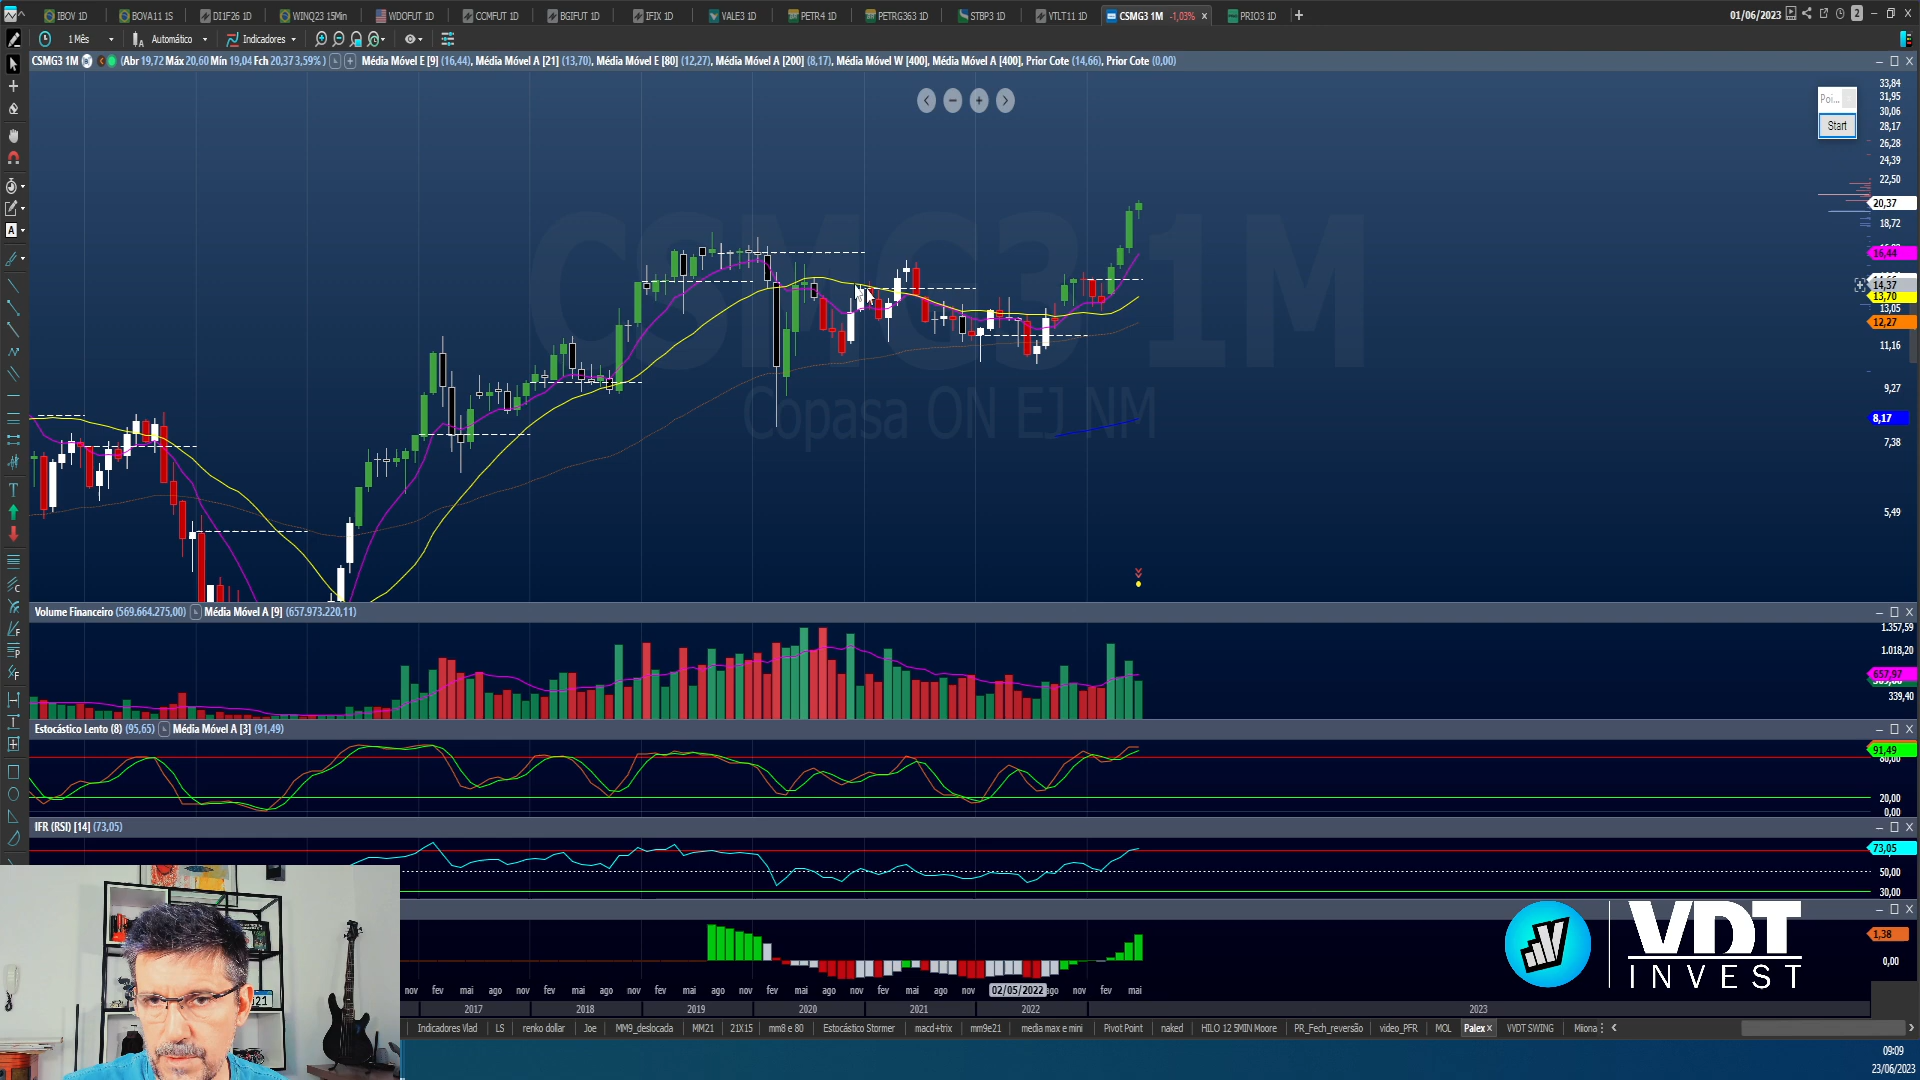 IBOV 1D
BOVA11 1S
DI1F26 1D
WINQ23 15Min
WDOFUT 1D
CCMFUT 1D
BGIFUT 1D
IFIX 1D
VALE3 1D
PETR4 1D
PETRG363 1D
STBP3 1D
VTLT11 1D
CSMG3 1M -1,03% x
PRIO3 1D
01/06/2023
2
1 Mês
Automático
Indicadores
CSMG3 1M (Abr 19,72 Máx 20,60 Mín 19,04 Fch 20,37 3,59% ) Média Móvel E [9] (16,44), Média Móvel A [21] (13,70), Média Móvel E [80] (12,27), Média Móvel A [200] (8,17), Média Móvel W [400], Média Móvel A [400], Prior Cote (14,66), Prior Cote (0,00)
Poi...
Start
CSMG3 1M
Copasa ON EJ NM
33,84
31,95
30,06
28,17
26,28
24,39
22,50
20,37
18,72
16,44
14,37
13,70
13,05
12,27
11,16
9,27
8,17
7,38
5,49
Volume Financeiro (569.664.275,00) Média Móvel A [9] (657.973.220,11)
1.357,59
1.018,20
657,97
339,40
Estocástico Lento (8) (95,65) Média Móvel A [3] (91,49)
91,49
80,00
20,00
0,00
IFR (RSI) [14] (73,05)
73,05
50,00
30,00
1,38
0,00
VDT
INVEST
nov fev mai ago nov fev mai ago nov fev mai ago nov fev mai ago nov fev mai ago nov 02/05/2022 ago nov fev mai
2017 2018 2019 2020 2021 2022 2023
Indicadores Vlad LS renko dollar Joe MM9_deslocada MM21 21X15 mm8 e 80 Estocástico Stormer macd+trix mm9e21 media max e mini Pivot Point naked HILO 12 5MIN Moore PR_Fech_reversão video_PFR MOL Palex x VVDT SWING Miiona
09:09
23/06/2023